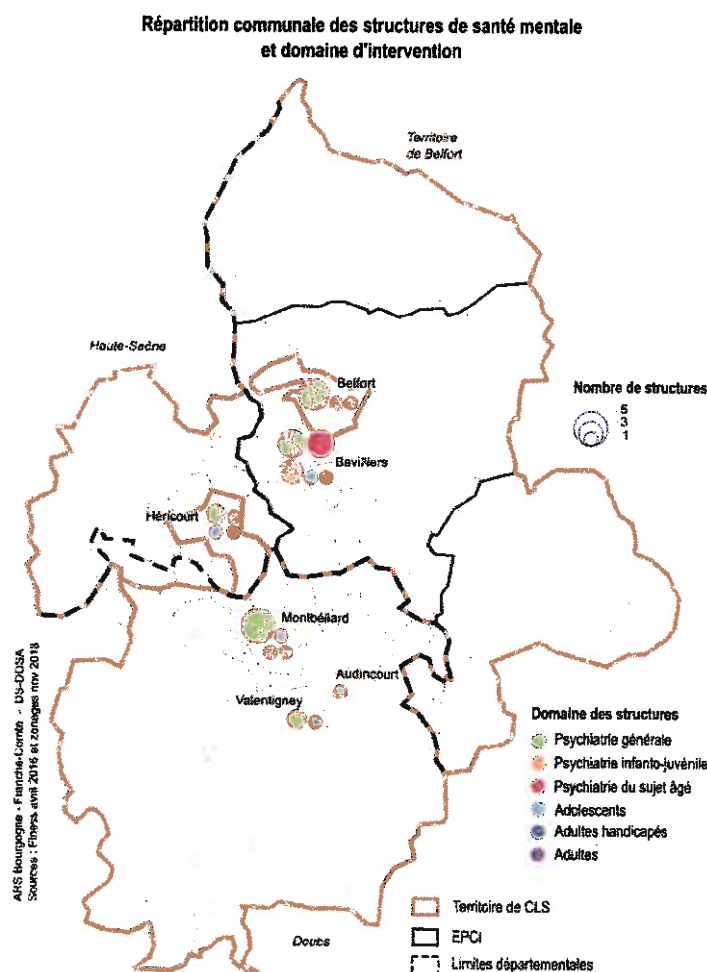 Répartition communale des structures de santé mentale
et domaine d'intervention
Territoire
de Belfort
Haute-Saône
Belfort
Nombre de structures
5
3
1
Bavilliers
Héricourt
Montbéliard
Audincourt
Valentigney
Domaine des structures
Psychiatrie générale
Psychiatrie infanto-juvénile
Psychiatrie du sujet âgé
Adolescents
Adultes handicapés
Adultes
Territoire de CLS
EPCI
Limites départementales
Doubs
ARS Bourgogne - Franche-Comté - DS-DOSA
Sources : Finess avril 2016 et zonages nov 2018